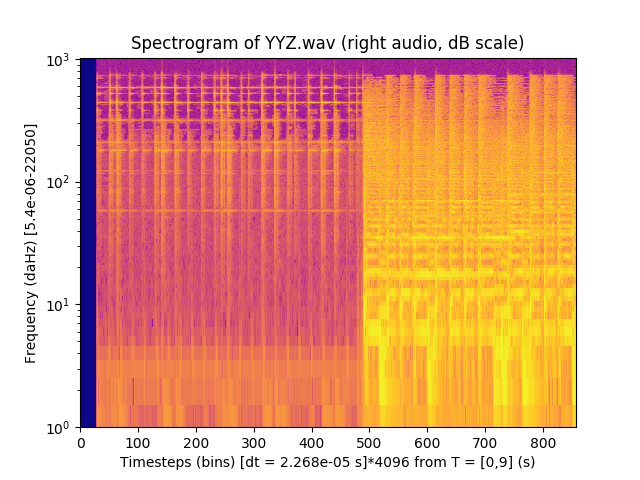 Spectrogram of YYZ.wav (right audio, dB scale)
Frequency (daHz) [5.4e-06-22050]
10³
10²
10¹
10⁰
0 100 200 300 400 500 600 700 800
Timesteps (bins) [dt = 2.268e-05 s]*4096 from T = [0,9] (s)